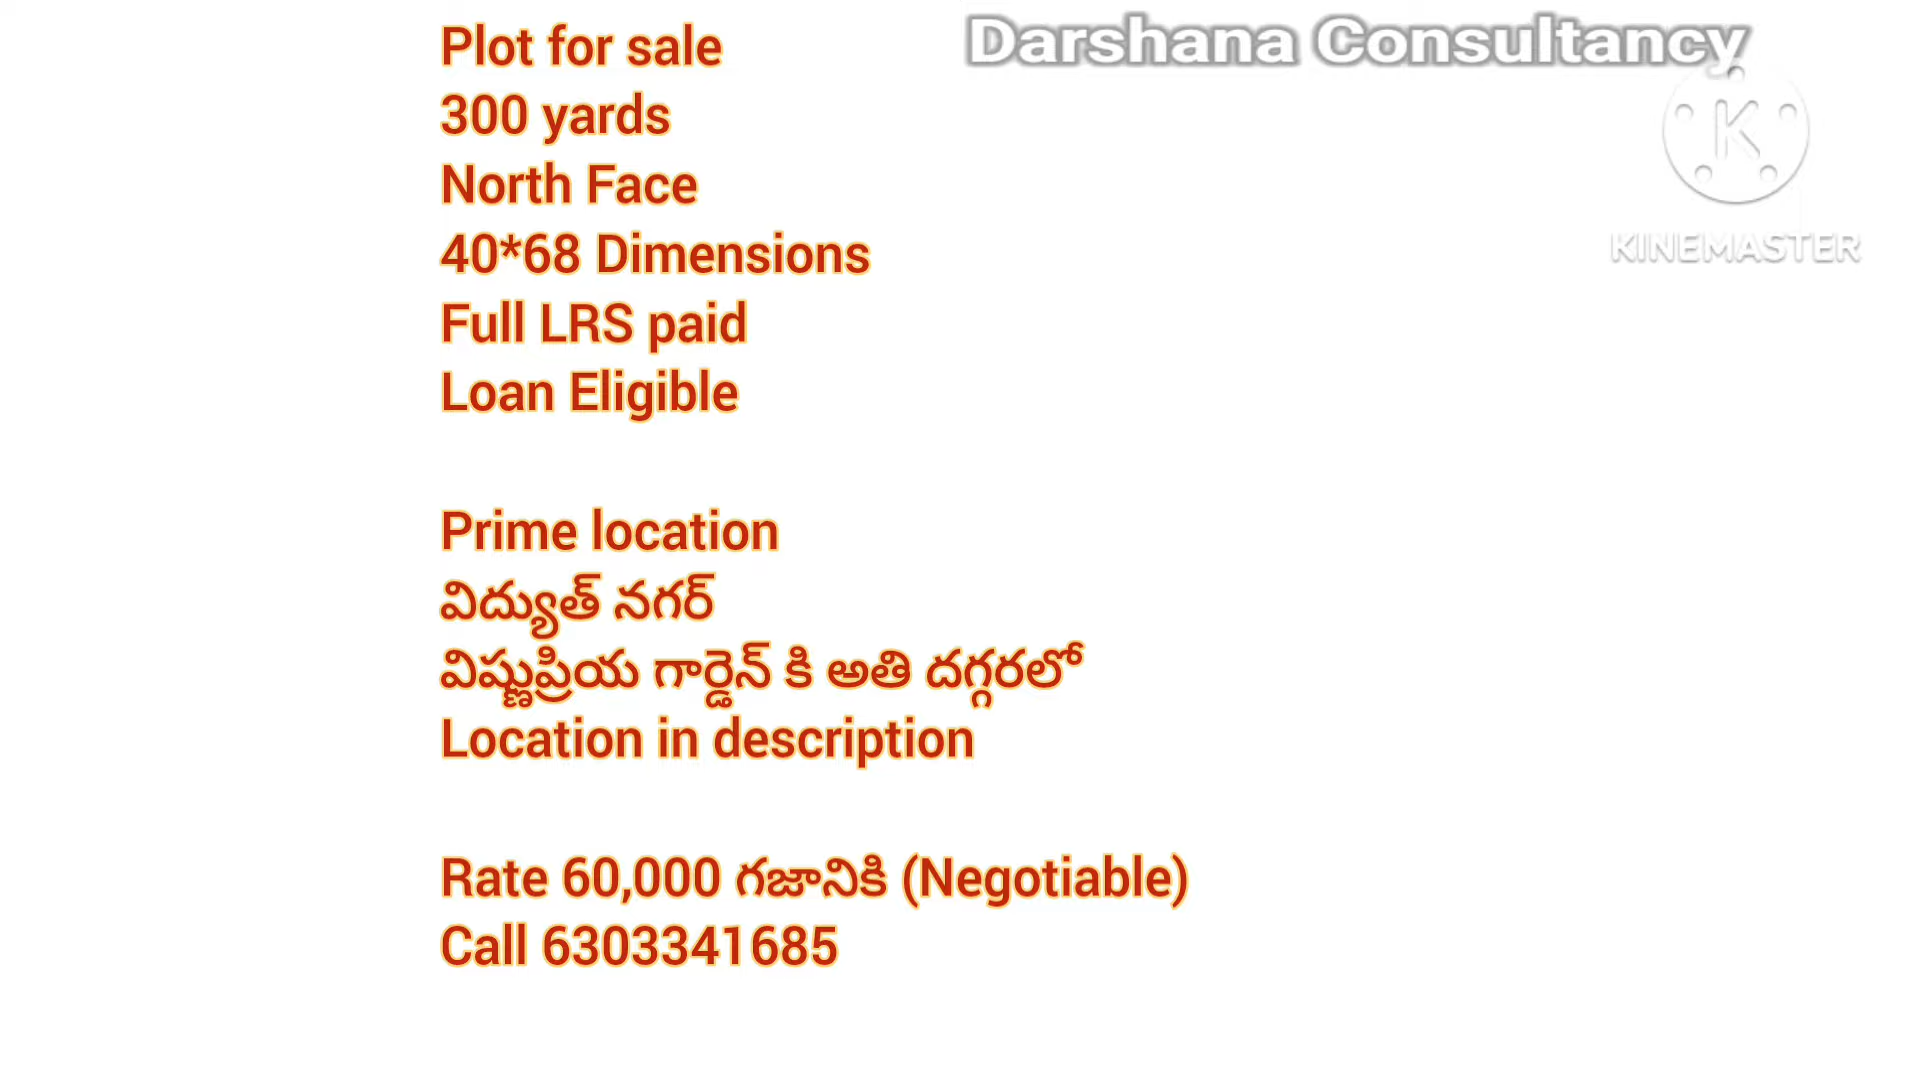 Darshana Consultancy
KINEMASTER
Plot for sale
300 yards
North Face
40*68 Dimensions
Full LRS paid
Loan Eligible
Prime location
విద్యుత్ నగర్
విష్ణుప్రియ గార్డెన్ కి అతి దగ్గరలో
Location in description
Rate 60,000 గజానికి (Negotiable)
Call 6303341685